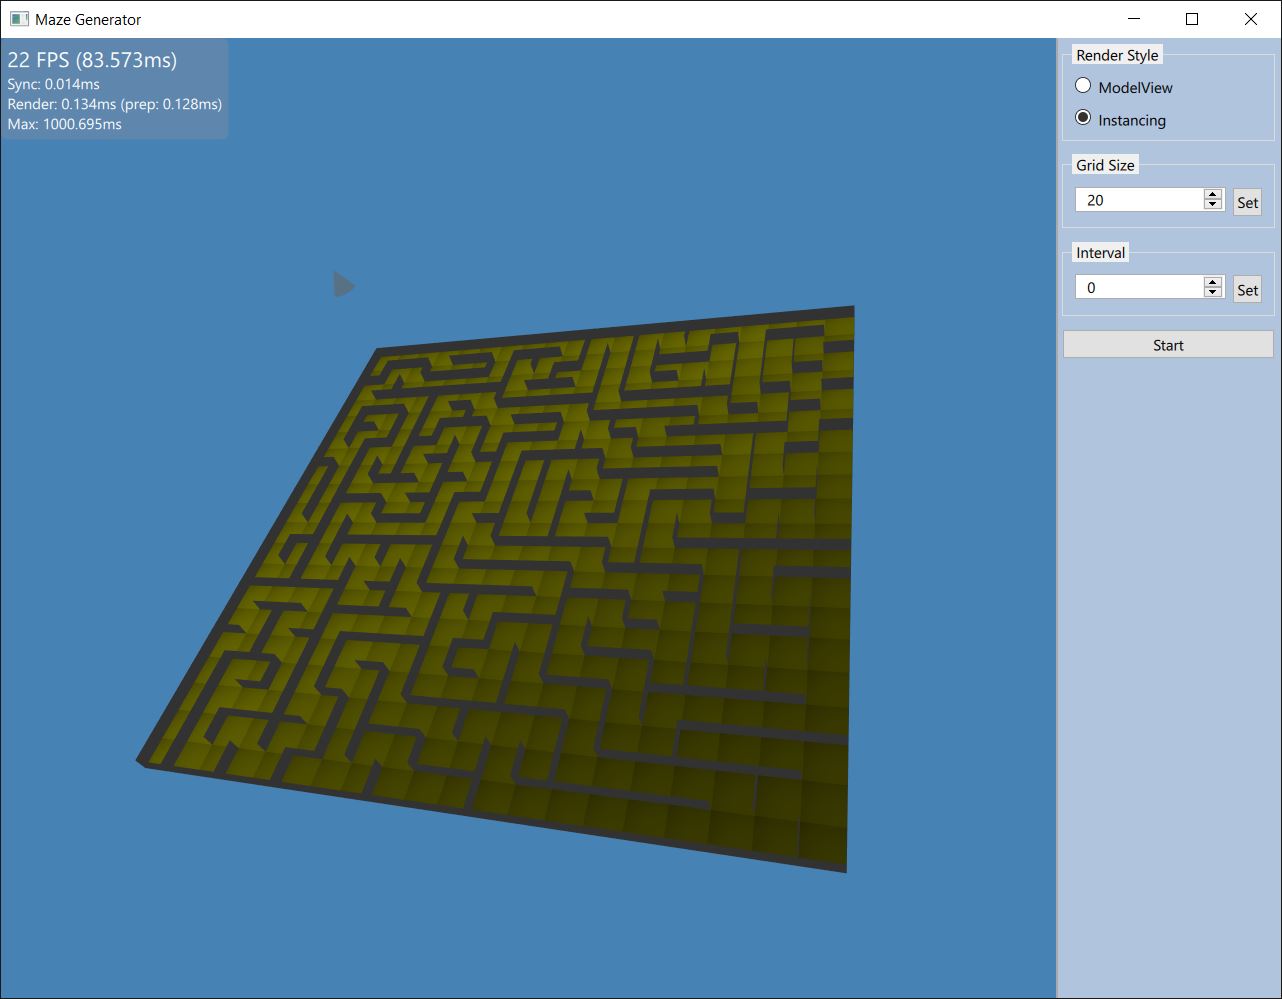 Maze Generator
22 FPS (83.573ms)
Sync: 0.014ms
Render: 0.134ms (prep: 0.128ms)
Max: 1000.695ms
Render Style
ModelView
Instancing
Grid Size
20
Set
Interval
0
Set
Start